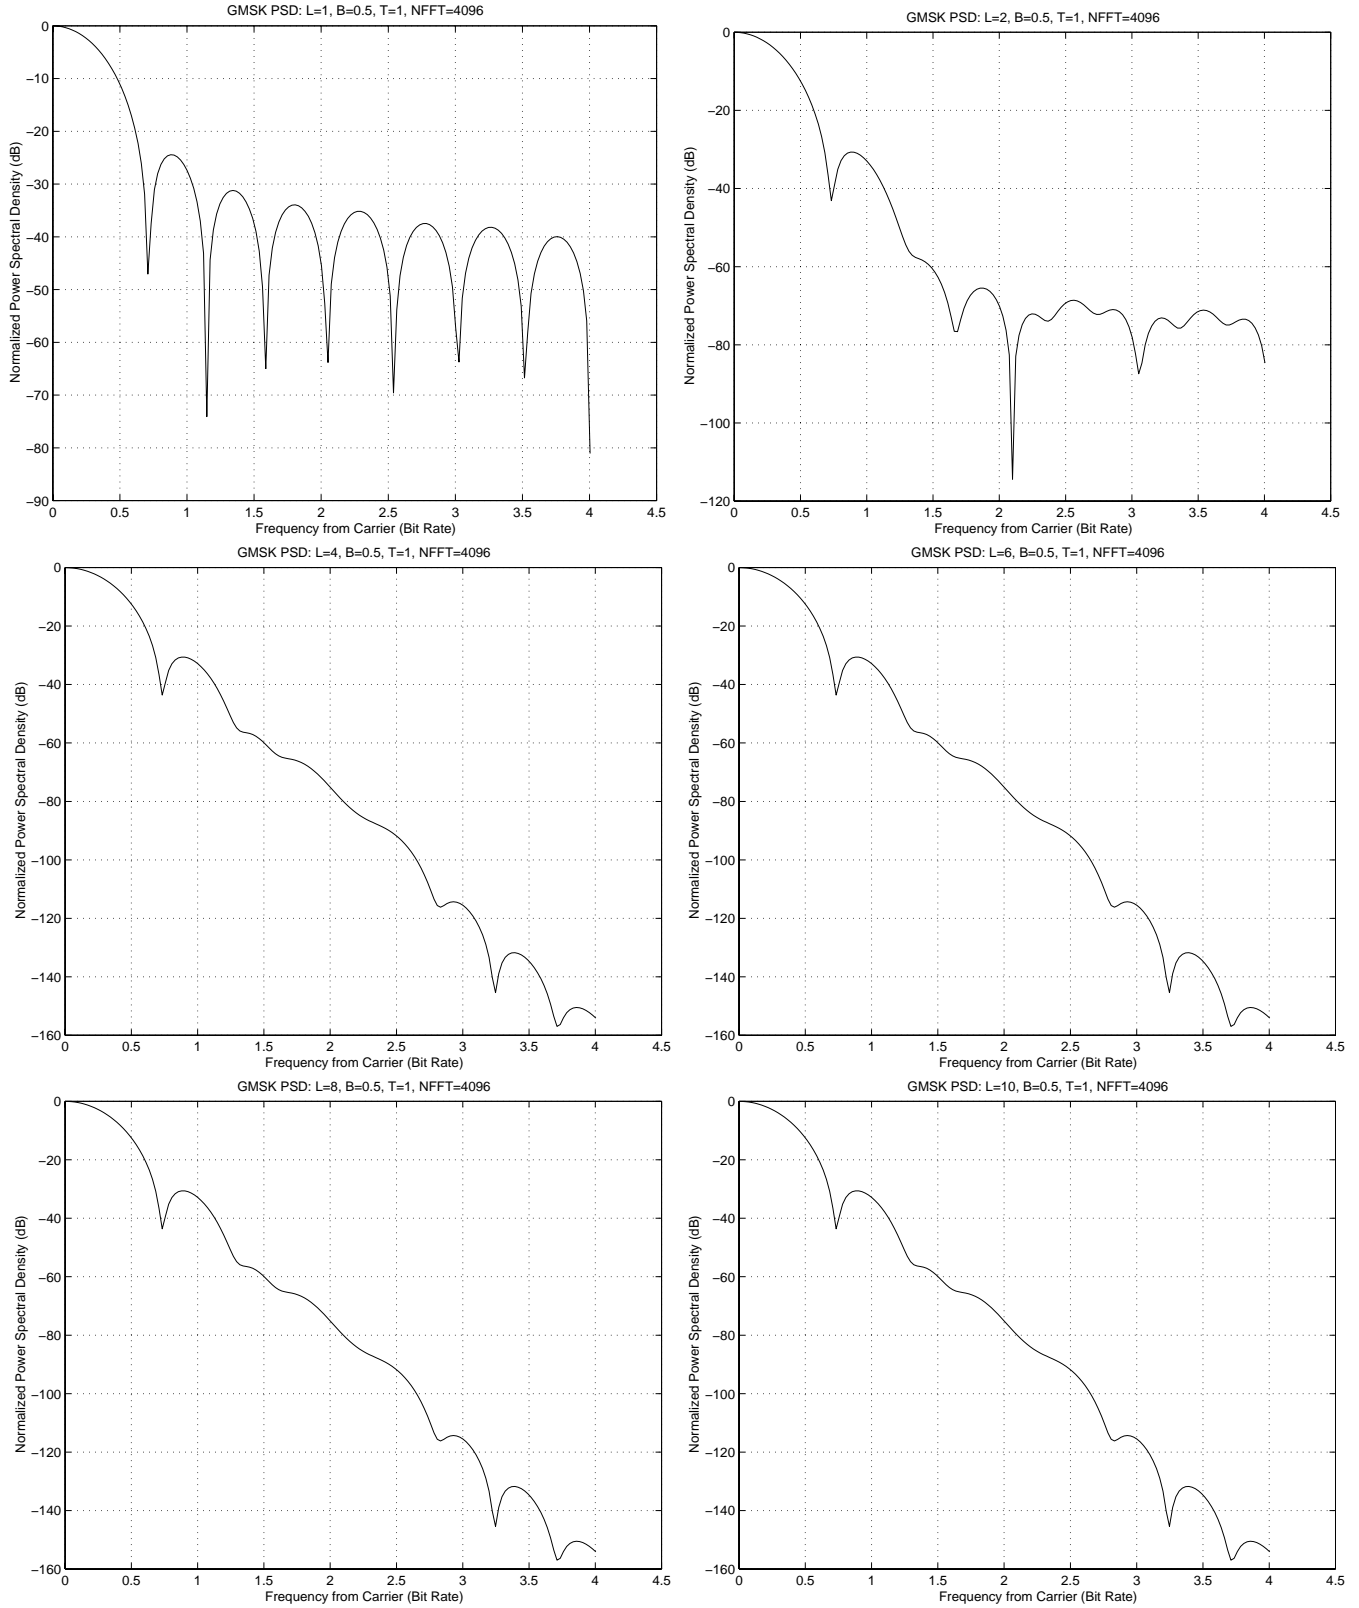 GMSK PSD: L=1, B=0.5, T=1, NFFT=4096
0
−10
−20
−30
−40
−50
−60
−70
−80
−90
Normalized Power Spectral Density (dB)
0 0.5 1 1.5 2 2.5 3 3.5 4 4.5
Frequency from Carrier (Bit Rate)
GMSK PSD: L=2, B=0.5, T=1, NFFT=4096
0
−20
−40
−60
−80
−100
−120
Normalized Power Spectral Density (dB)
0 0.5 1 1.5 2 2.5 3 3.5 4 4.5
Frequency from Carrier (Bit Rate)
GMSK PSD: L=4, B=0.5, T=1, NFFT=4096
0
−20
−40
−60
−80
−100
−120
−140
−160
Normalized Power Spectral Density (dB)
0 0.5 1 1.5 2 2.5 3 3.5 4 4.5
Frequency from Carrier (Bit Rate)
GMSK PSD: L=6, B=0.5, T=1, NFFT=4096
0
−20
−40
−60
−80
−100
−120
−140
−160
Normalized Power Spectral Density (dB)
0 0.5 1 1.5 2 2.5 3 3.5 4 4.5
Frequency from Carrier (Bit Rate)
GMSK PSD: L=8, B=0.5, T=1, NFFT=4096
0
−20
−40
−60
−80
−100
−120
−140
−160
Normalized Power Spectral Density (dB)
0 0.5 1 1.5 2 2.5 3 3.5 4 4.5
Frequency from Carrier (Bit Rate)
GMSK PSD: L=10, B=0.5, T=1, NFFT=4096
0
−20
−40
−60
−80
−100
−120
−140
−160
Normalized Power Spectral Density (dB)
0 0.5 1 1.5 2 2.5 3 3.5 4 4.5
Frequency from Carrier (Bit Rate)